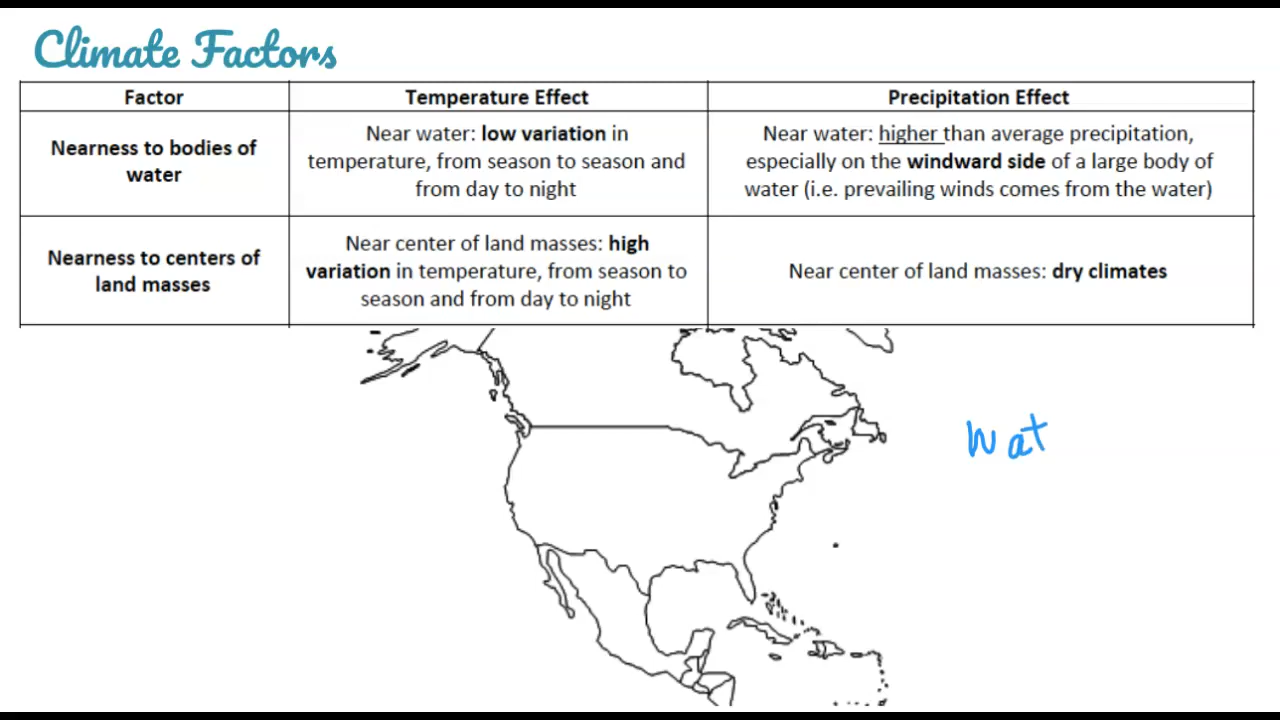 Climate Factors
Factor
Temperature Effect
Precipitation Effect
Nearness to bodies of
water
Near water: low variation in
temperature, from season to season and
from day to night
Near water: higher than average precipitation,
especially on the windward side of a large body of
water (i.e. prevailing winds comes from the water)
Nearness to centers of
land masses
Near center of land masses: high
variation in temperature, from season to
season and from day to night
Near center of land masses: dry climates
wat